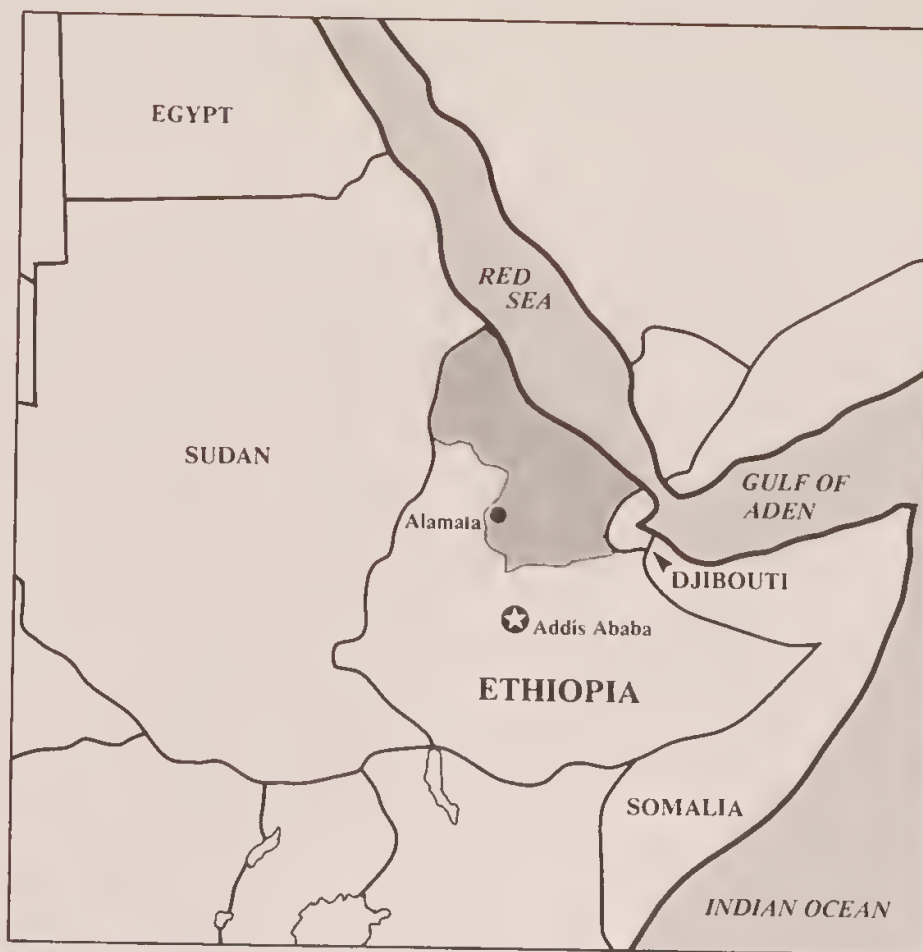 EGYPT
RED
SEA
SUDAN
GULF OF
ADEN
Alamata
DJIBOUTI
Addis Ababa
ETHIOPIA
SOMALIA
INDIAN OCEAN